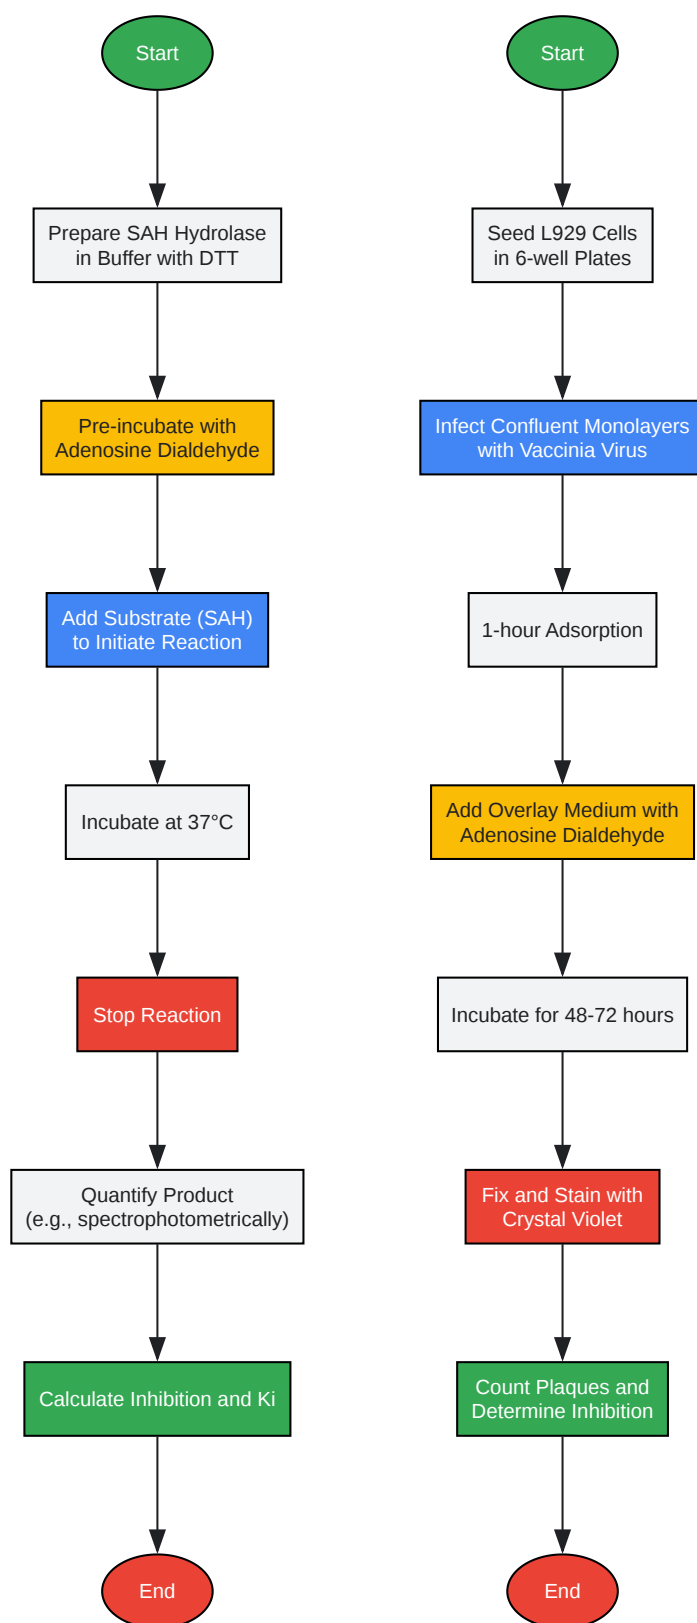 Start
Prepare SAH Hydrolase
in Buffer with DTT
Pre-incubate with
Adenosine Dialdehyde
Add Substrate (SAH)
to Initiate Reaction
Incubate at 37°C
Stop Reaction
Quantify Product
(e.g., spectrophotometrically)
Calculate Inhibition and Ki
End
Start
Seed L929 Cells
in 6-well Plates
Infect Confluent Monolayers
with Vaccinia Virus
1-hour Adsorption
Add Overlay Medium with
Adenosine Dialdehyde
Incubate for 48-72 hours
Fix and Stain with
Crystal Violet
Count Plaques and
Determine Inhibition
End